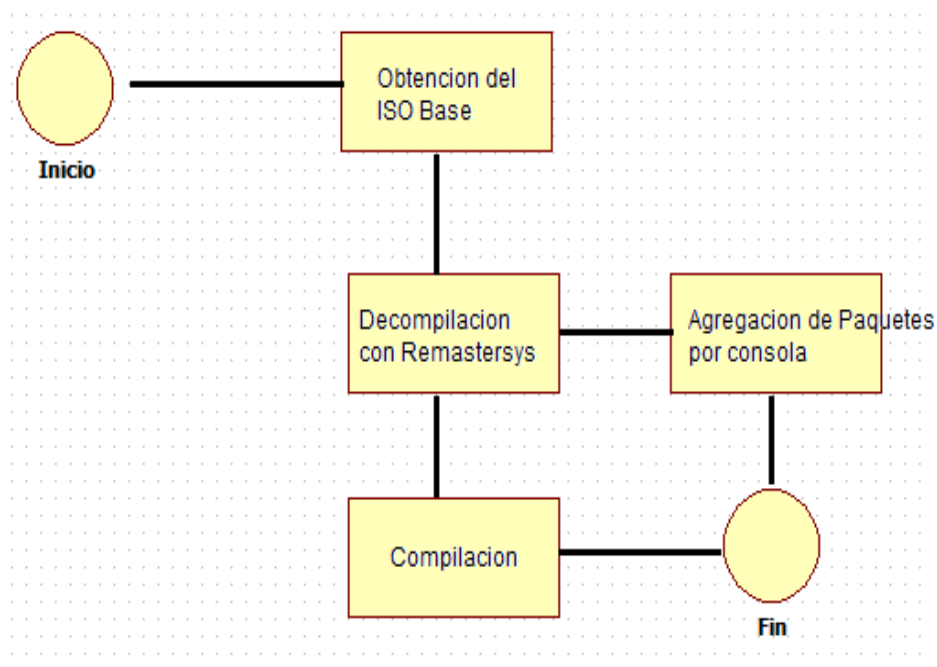 Obtencion del
ISO Base
Inicio
Decompilacion
con Remastersys
Agregacion de Paquetes
por consola
Compilacion
Fin